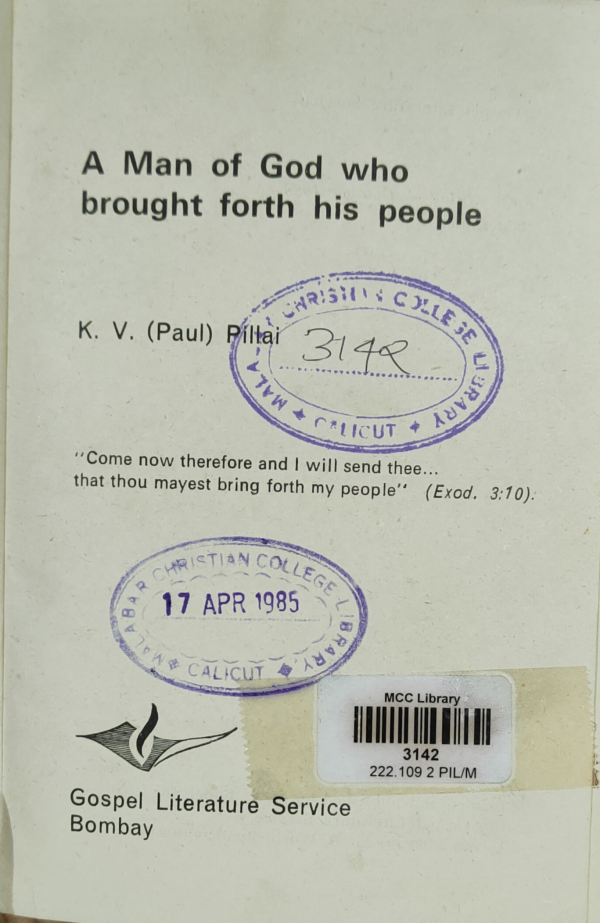 A Man of God who
brought forth his people
K. V. (Paul) Pillai
MALABAR CHRISTIAN COLLEGE LIBRARY
3142
CALICUT
"Come now therefore and I will send thee...
that thou mayest bring forth my people" (Exod. 3:10).
MALABAR CHRISTIAN COLLEGE LIBRARY
17 APR 1985
CALICUT
MCC Library
3142
222.109 2 PIL/M
Gospel Literature Service
Bombay